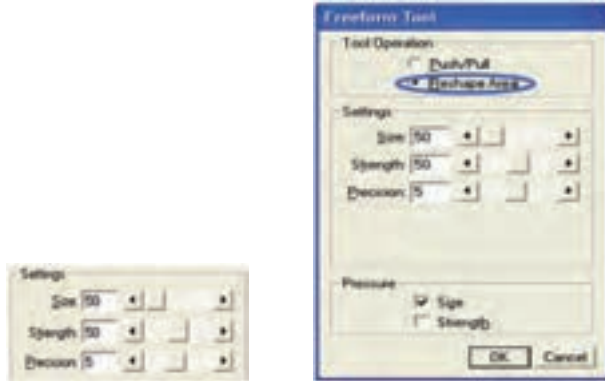 Settings
Size 50
Strength 50
Precision 5
Freeform Tool
Tool Operation
Push/Pull
Reshape Area
Settings
Size 50
Strength 50
Precision 5
Pressure
Size
Strength
OK Cancel